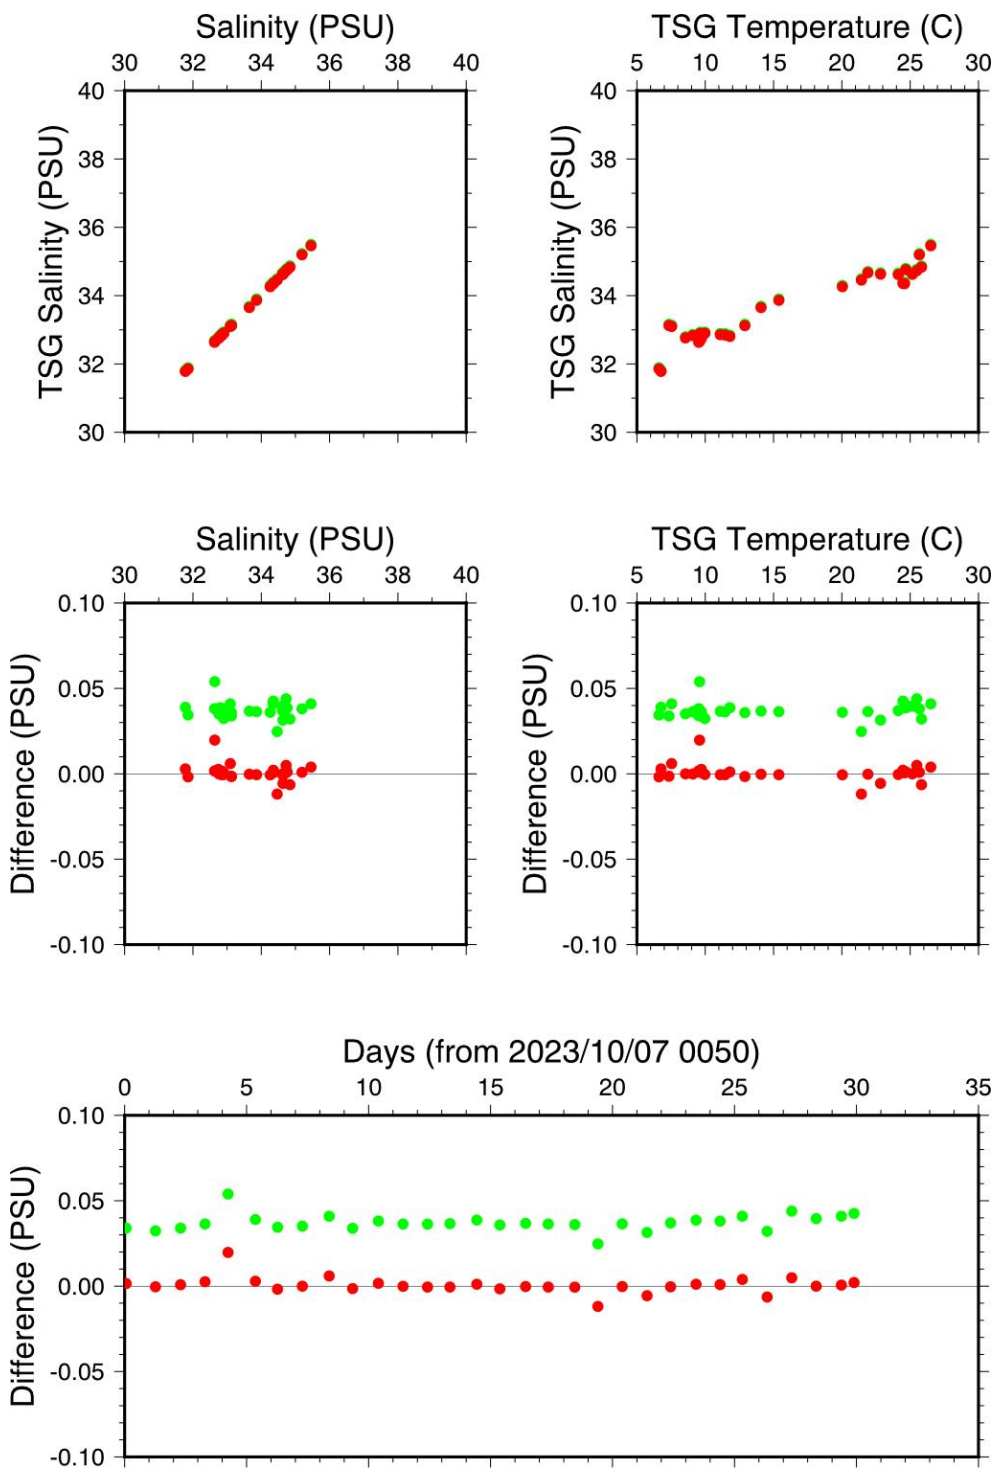 Salinity (PSU)
30 32 34 36 38 40
TSG Salinity (PSU)
40
38
36
34
32
30
TSG Temperature (C)
5 10 15 20 25 30
TSG Salinity (PSU)
40
38
36
34
32
30
Salinity (PSU)
30 32 34 36 38 40
Difference (PSU)
0.10
0.05
0.00
-0.05
-0.10
TSG Temperature (C)
5 10 15 20 25 30
Difference (PSU)
0.10
0.05
0.00
-0.05
-0.10
Days (from 2023/10/07 0050)
0 5 10 15 20 25 30 35
Difference (PSU)
0.10
0.05
0.00
-0.05
-0.10